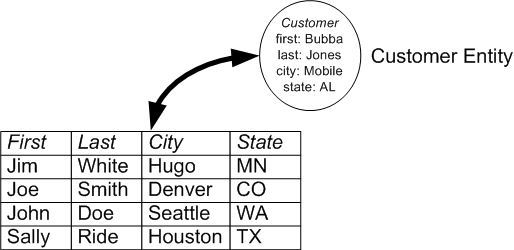 Customer
first: Bubba
last: Jones
city: Mobile
state: AL
Customer Entity
First Last City State
Jim White Hugo MN
Joe Smith Denver CO
John Doe Seattle WA
Sally Ride Houston TX